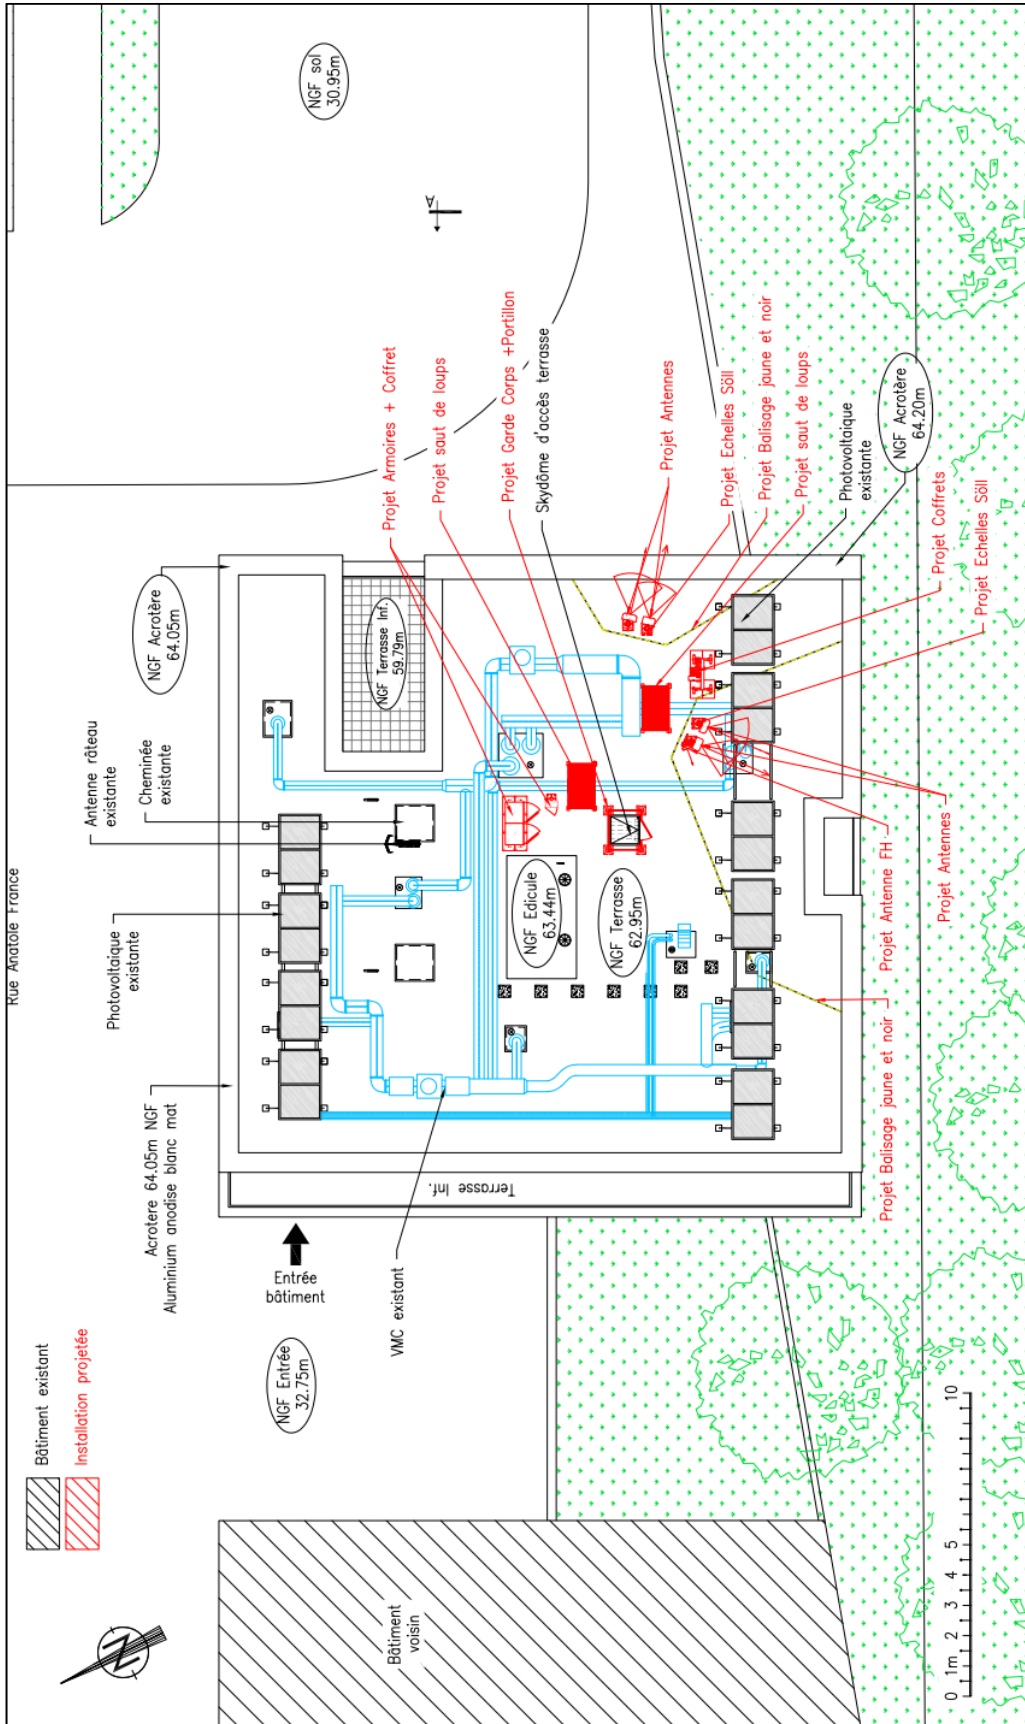 Rue Anatole France
Bâtiment existant
Installation projetée
Acrotere 64.05m NGF
Aluminium anodise blanc mat
Photovoltaique
existante
Antenne râteau
existante
Cheminée
existante
NGF Acrotère
64.05m
NGF sol
30.95m
A
Projet Armoires + Coffret
Projet saut de loups
Projet Garde Corps +Portillon
Skydôme d'accès terrasse
Projet Antennes
Projet Echelles Söll
Projet Balisage jaune et noir
Projet saut de loups
Photovoltaique
existante
NGF Acrotère
64.20m
Projet Coffrets
Projet Echelles Söll
NGF Terrasse Inf.
59.79m
NGF Edicule
63.44m
NGF Terrasse
62.95m
Projet Antennes
Projet Antenne FH
Projet Balisage jaune et noir
Terrasse Inf.
Entrée
bâtiment
VMC existant
NGF Entrée
32.75m
Bâtiment
voisin
N
0 1m 2 3 4 5 10